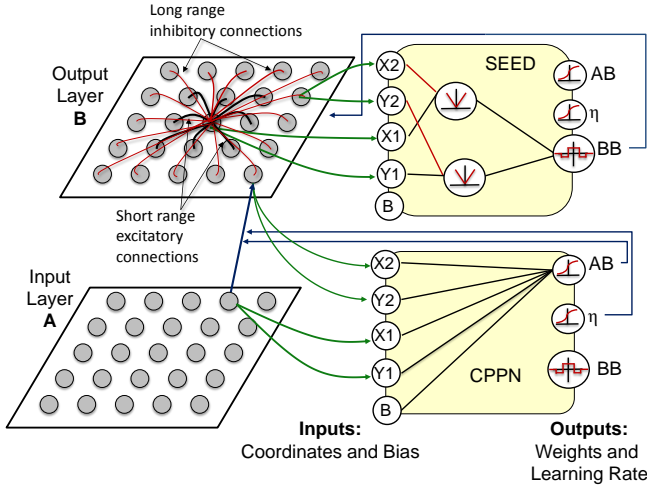 Long range
inhibitory connections
Output
Layer
B
Short range
excitatory
connections
Input
Layer
A
SEED
X2
Y2
X1
Y1
B
AB
η
BB
X2
Y2
X1
Y1
B
CPPN
AB
η
BB
Inputs:
Coordinates and Bias
Outputs:
Weights and
Learning Rate